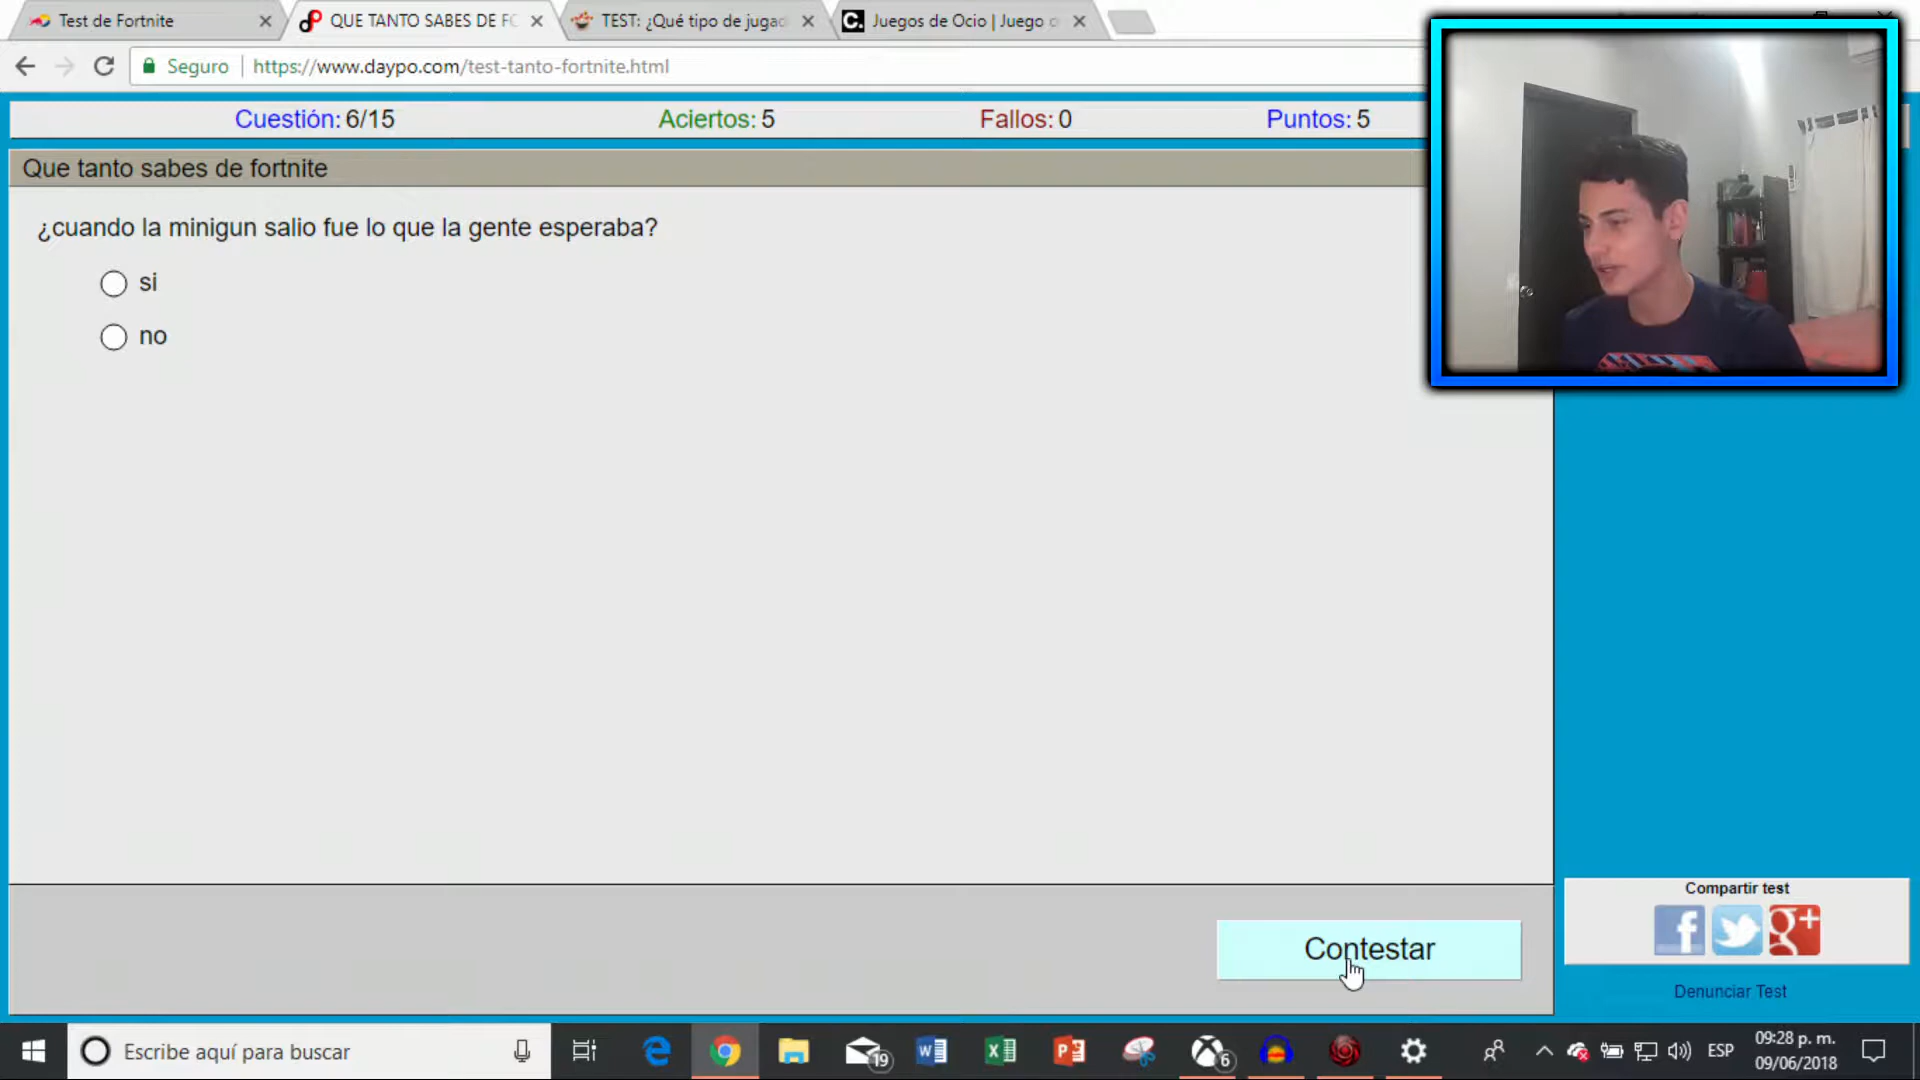 Test de Fortnite
QUE TANTO SABES DE FO
TEST: ¿Qué tipo de jugad
Juegos de Ocio | Juego o
Seguro
https://www.daypo.com/test-tanto-fortnite.html
Cuestión: 6/15 Aciertos: 5 Fallos: 0 Puntos: 5
Que tanto sabes de fortnite
¿cuando la minigun salio fue lo que la gente esperaba?
si
no
Contestar
Compartir test
Denunciar Test
Escribe aquí para buscar
19
6
ESP
09:28 p. m.
09/06/2018